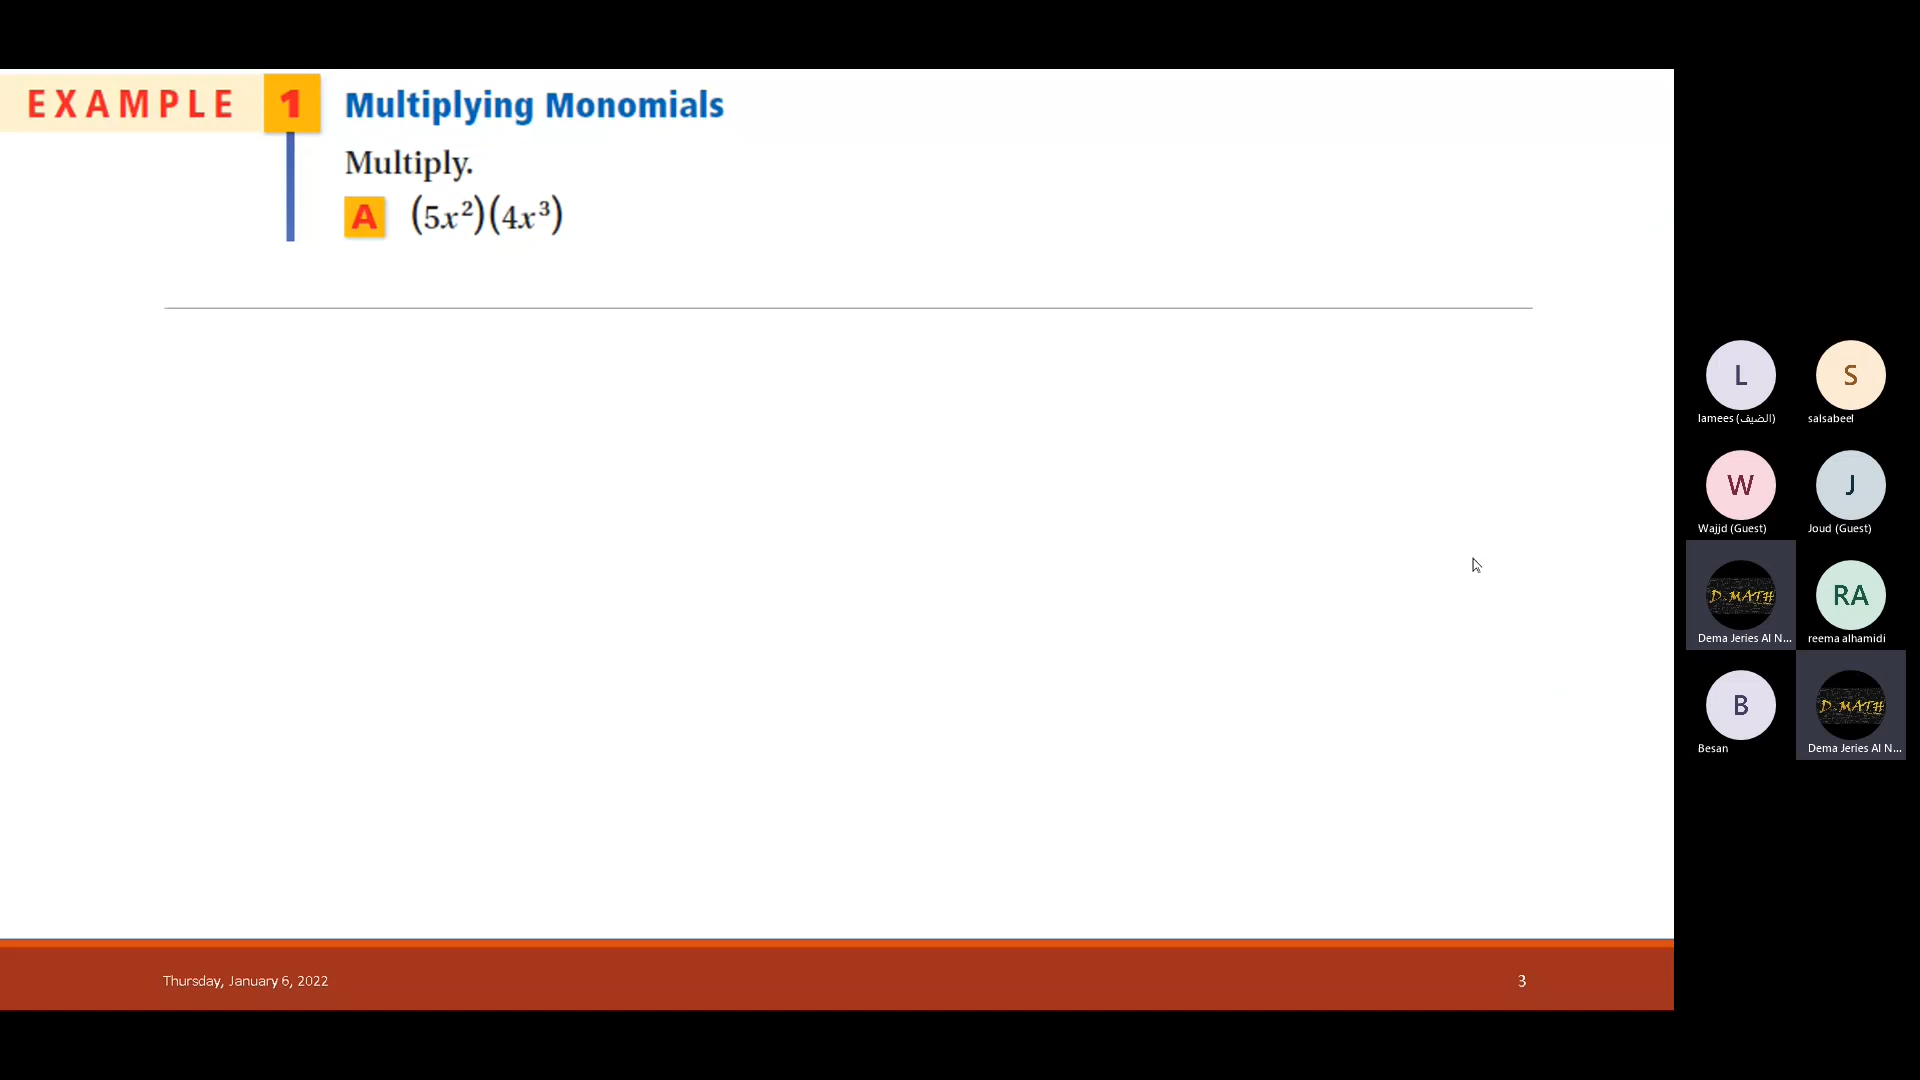 EXAMPLE 1 Multiplying Monomials
Multiply.
A (5x²)(4x³)
L
lamees (الضيف)
S
salsabeel
W
Wajjd (Guest)
J
Joud (Guest)
D. MATH
Dema Jeries Al N...
RA
reema alhamidi
B
Besan
D. MATH
Dema Jeries Al N...
Thursday, January 6, 2022
3